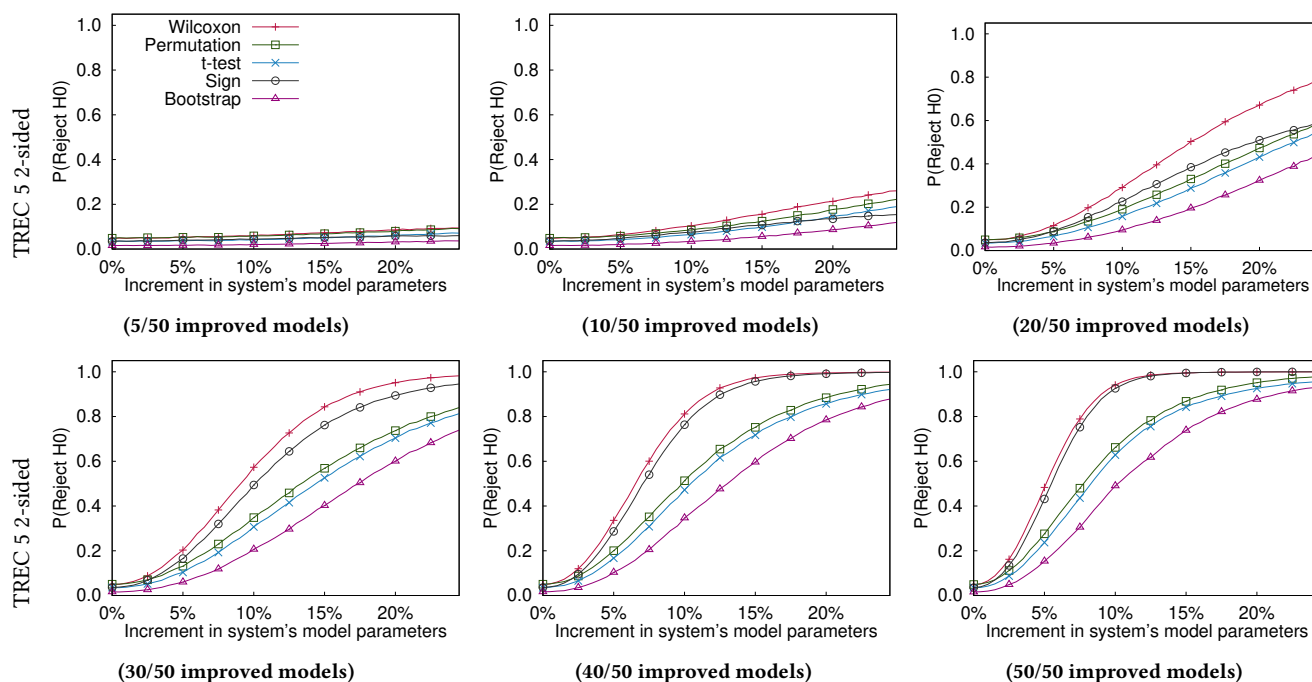 TREC 5 2-sided
P(Reject H0)
1.0
0.8
0.6
0.4
0.2
0.0
Wilcoxon
Permutation
t-test
Sign
Bootstrap
0% 5% 10% 15% 20%
Increment in system's model parameters
(5/50 improved models)
P(Reject H0)
1.0
0.8
0.6
0.4
0.2
0.0
0% 5% 10% 15% 20%
Increment in system's model parameters
(10/50 improved models)
P(Reject H0)
1.0
0.8
0.6
0.4
0.2
0.0
0% 5% 10% 15% 20%
Increment in system's model parameters
(20/50 improved models)
TREC 5 2-sided
P(Reject H0)
1.0
0.8
0.6
0.4
0.2
0.0
0% 5% 10% 15% 20%
Increment in system's model parameters
(30/50 improved models)
P(Reject H0)
1.0
0.8
0.6
0.4
0.2
0.0
0% 5% 10% 15% 20%
Increment in system's model parameters
(40/50 improved models)
P(Reject H0)
1.0
0.8
0.6
0.4
0.2
0.0
0% 5% 10% 15% 20%
Increment in system's model parameters
(50/50 improved models)